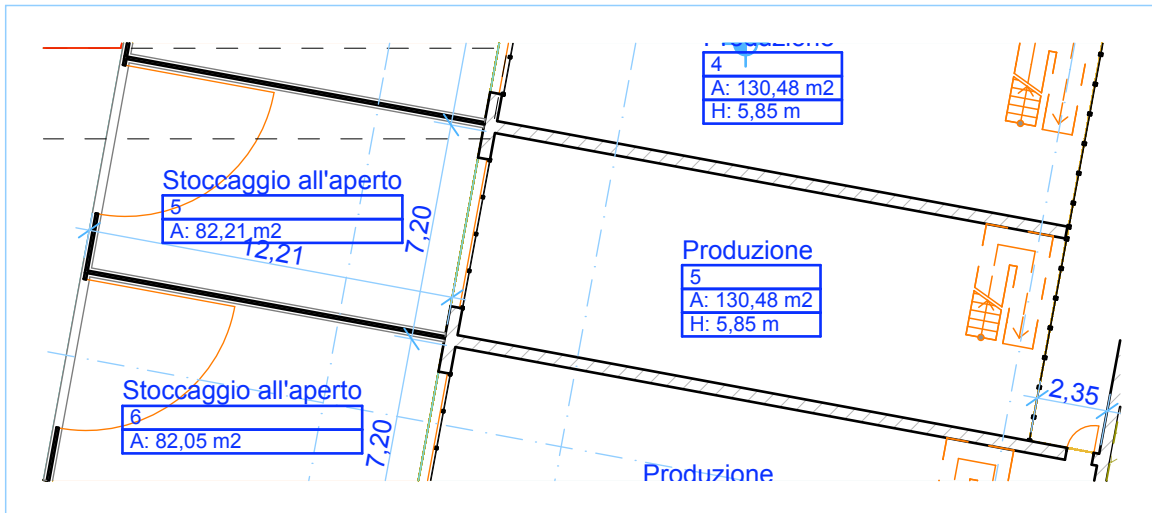 Produzione
4
A: 130,48 m2
H: 5,85 m
Stoccaggio all'aperto
5
A: 82,21 m2
12,21
7,20
Produzione
5
A: 130,48 m2
H: 5,85 m
2,35
Stoccaggio all'aperto
6
A: 82,05 m2
7,20
Produzione